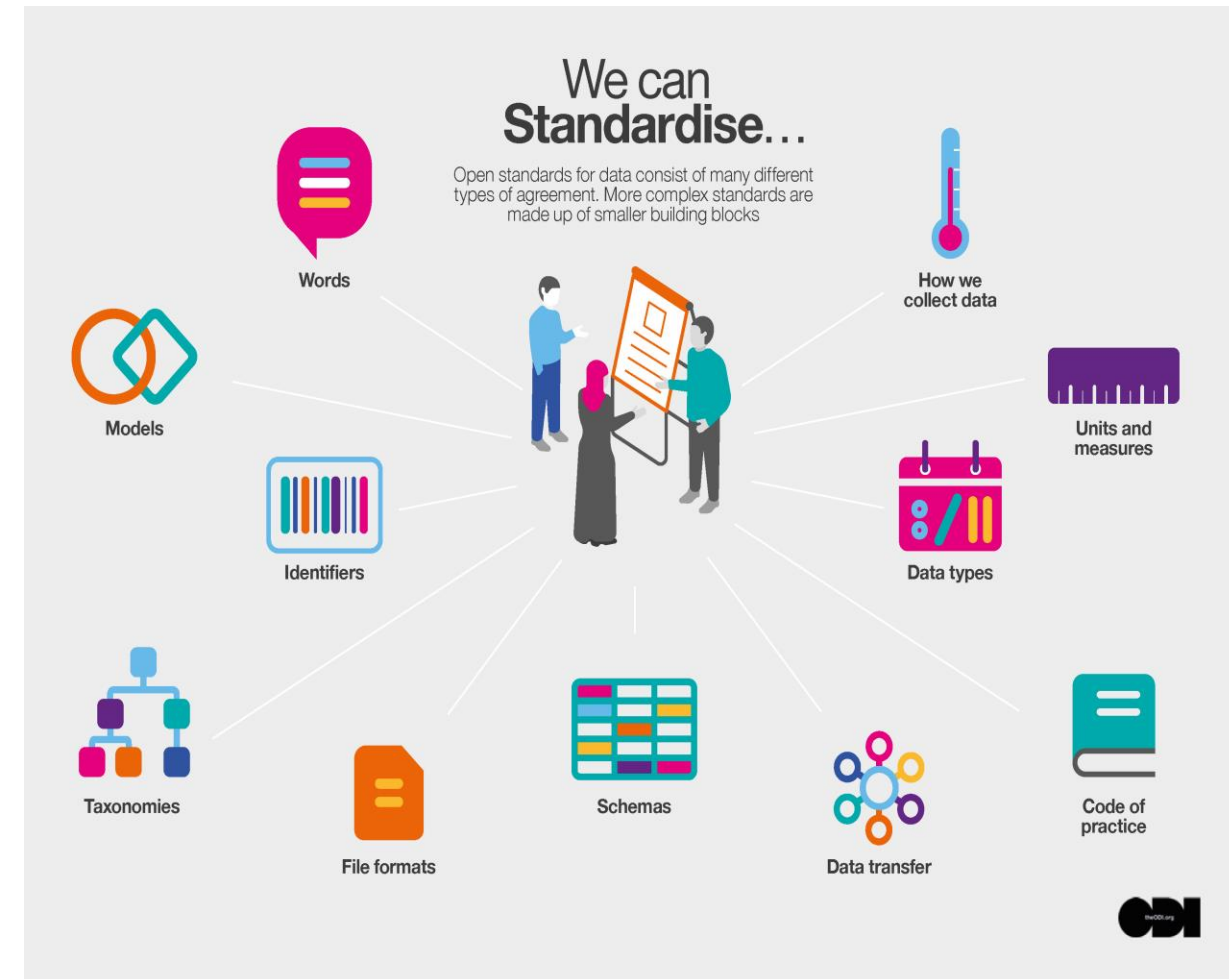 We can
Standardise…
Open standards for data consist of many different
types of agreement. More complex standards are
made up of smaller building blocks
Words
How we
collect data
Models
Units and
measures
Identifiers
Data types
Taxonomies
File formats
Schemas
Data transfer
Code of
practice
ODI
theODI.org